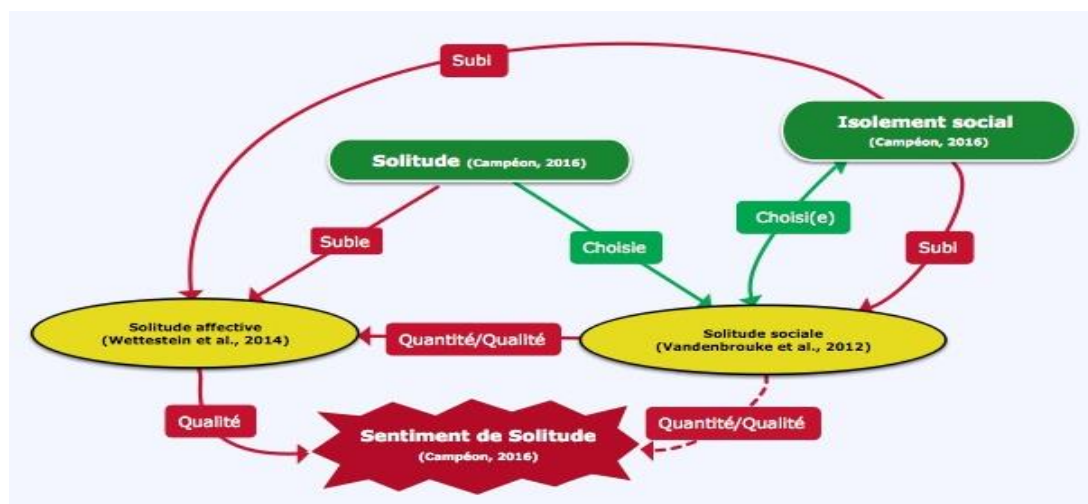 Subi
Isolement social
(Campéon, 2016)
Solitude (Campéon, 2016)
Choisi(e)
Subie
Choisie
Subi
Solitude affective
(Wettestein et al., 2014)
Quantité/Qualité
Solitude sociale
(Vandenbrouke et al., 2012)
Qualité
Quantité/Qualité
Sentiment de Solitude
(Campéon, 2016)